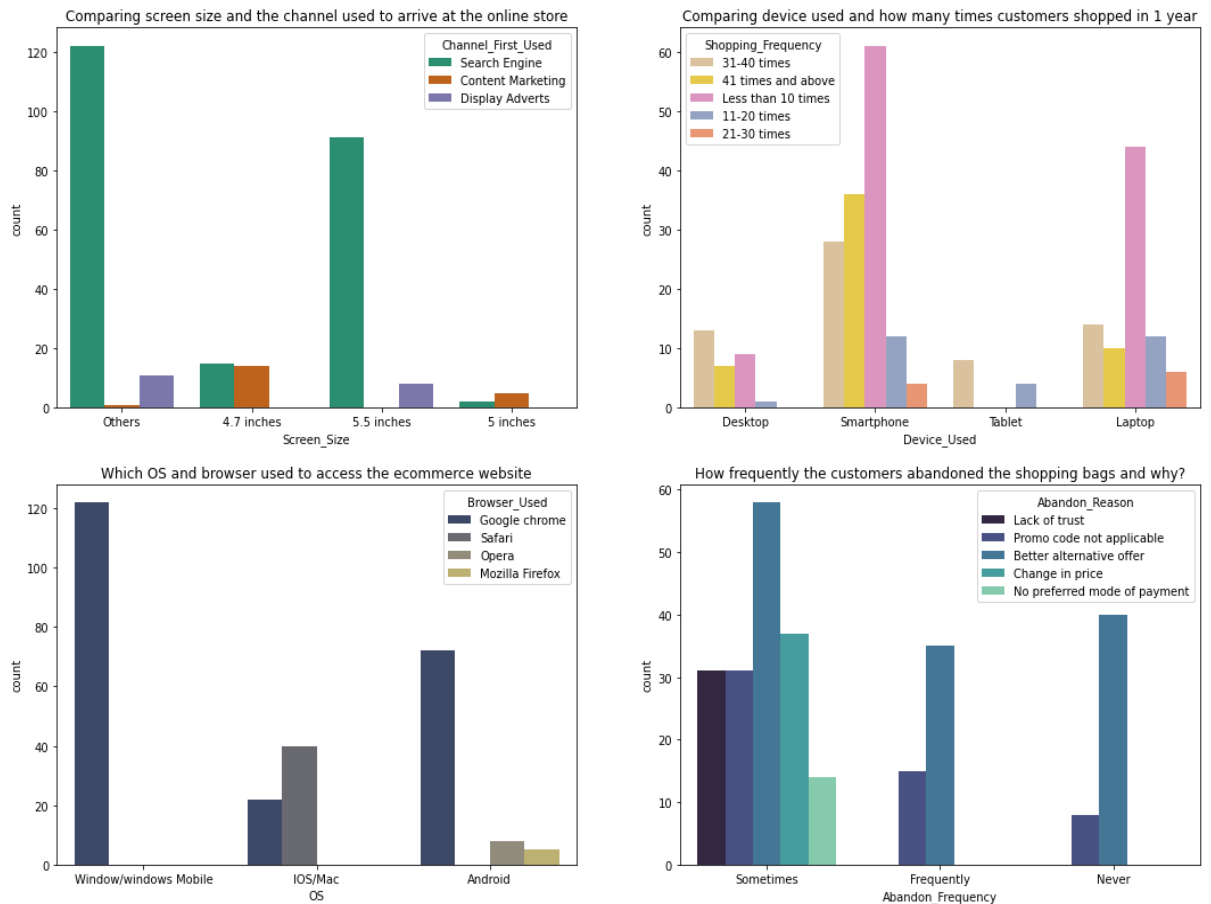 Comparing screen size and the channel used to arrive at the online store
120
100
80
60
40
20
0
count
Channel_First_Used
Search Engine
Content Marketing
Display Adverts
Others
4.7 inches
5.5 inches
5 inches
Screen_Size
Comparing device used and how many times customers shopped in 1 year
60
50
40
30
20
10
0
count
Shopping_Frequency
31-40 times
41 times and above
Less than 10 times
11-20 times
21-30 times
Desktop
Smartphone
Tablet
Laptop
Device_Used
Which OS and browser used to access the ecommerce website
120
100
80
60
40
20
0
count
Browser_Used
Google chrome
Safari
Opera
Mozilla Firefox
Window/windows Mobile
IOS/Mac
Android
OS
How frequently the customers abandoned the shopping bags and why?
60
50
40
30
20
10
0
count
Abandon_Reason
Lack of trust
Promo code not applicable
Better alternative offer
Change in price
No preferred mode of payment
Sometimes
Frequently
Never
Abandon_Frequency